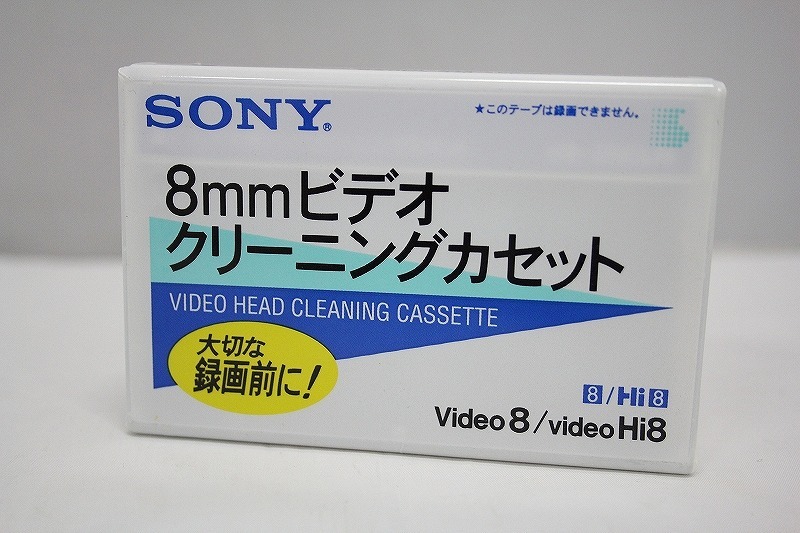 SONY®
★このテープは録画できません。
8mmビデオ
クリーニングカセット
VIDEO HEAD CLEANING CASSETTE
大切な
録画前に!
8/Hi8
Video 8/video Hi8